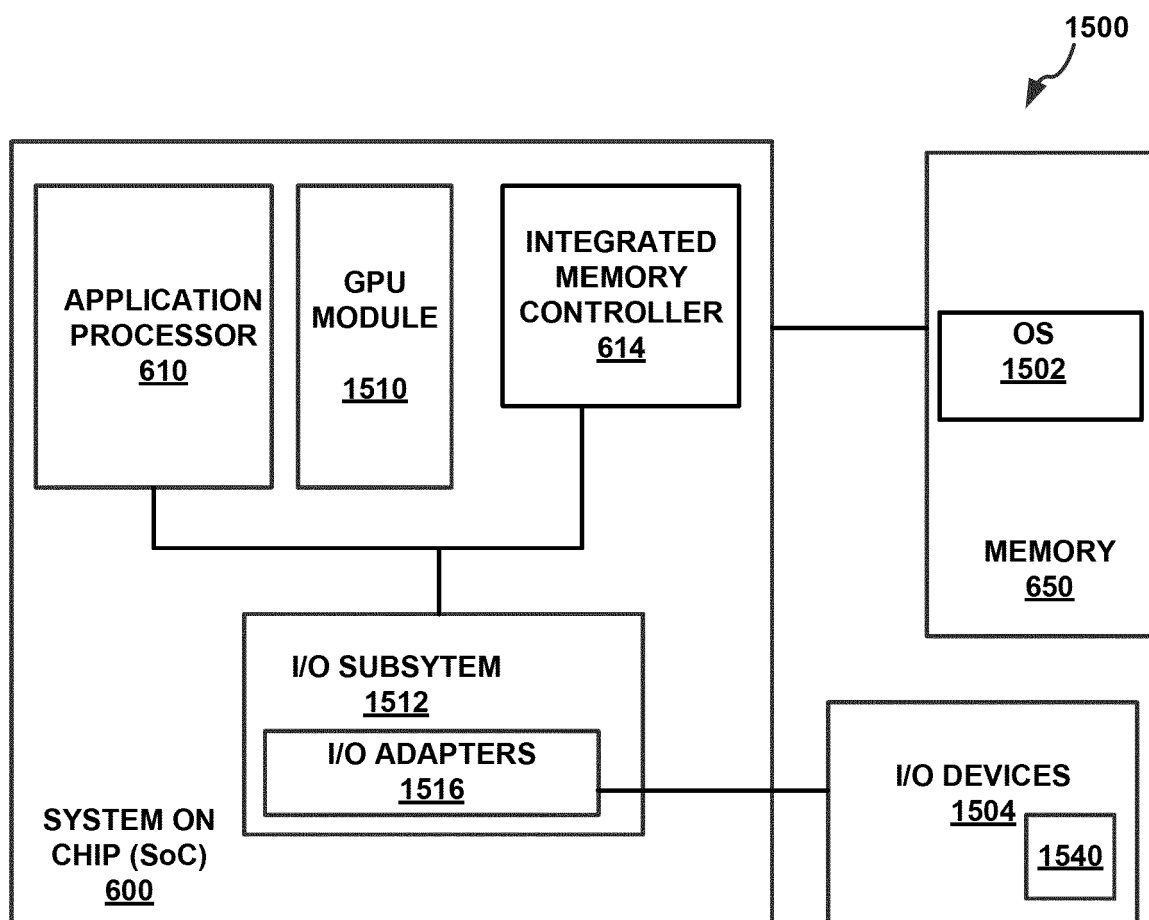 1500
APPLICATION
PROCESSOR
610
GPU
MODULE
1510
INTEGRATED
MEMORY
CONTROLLER
614
OS
1502
MEMORY
650
I/O SUBSYTEM
1512
I/O ADAPTERS
1516
SYSTEM ON
CHIP (SoC)
600
I/O DEVICES
1504
1540